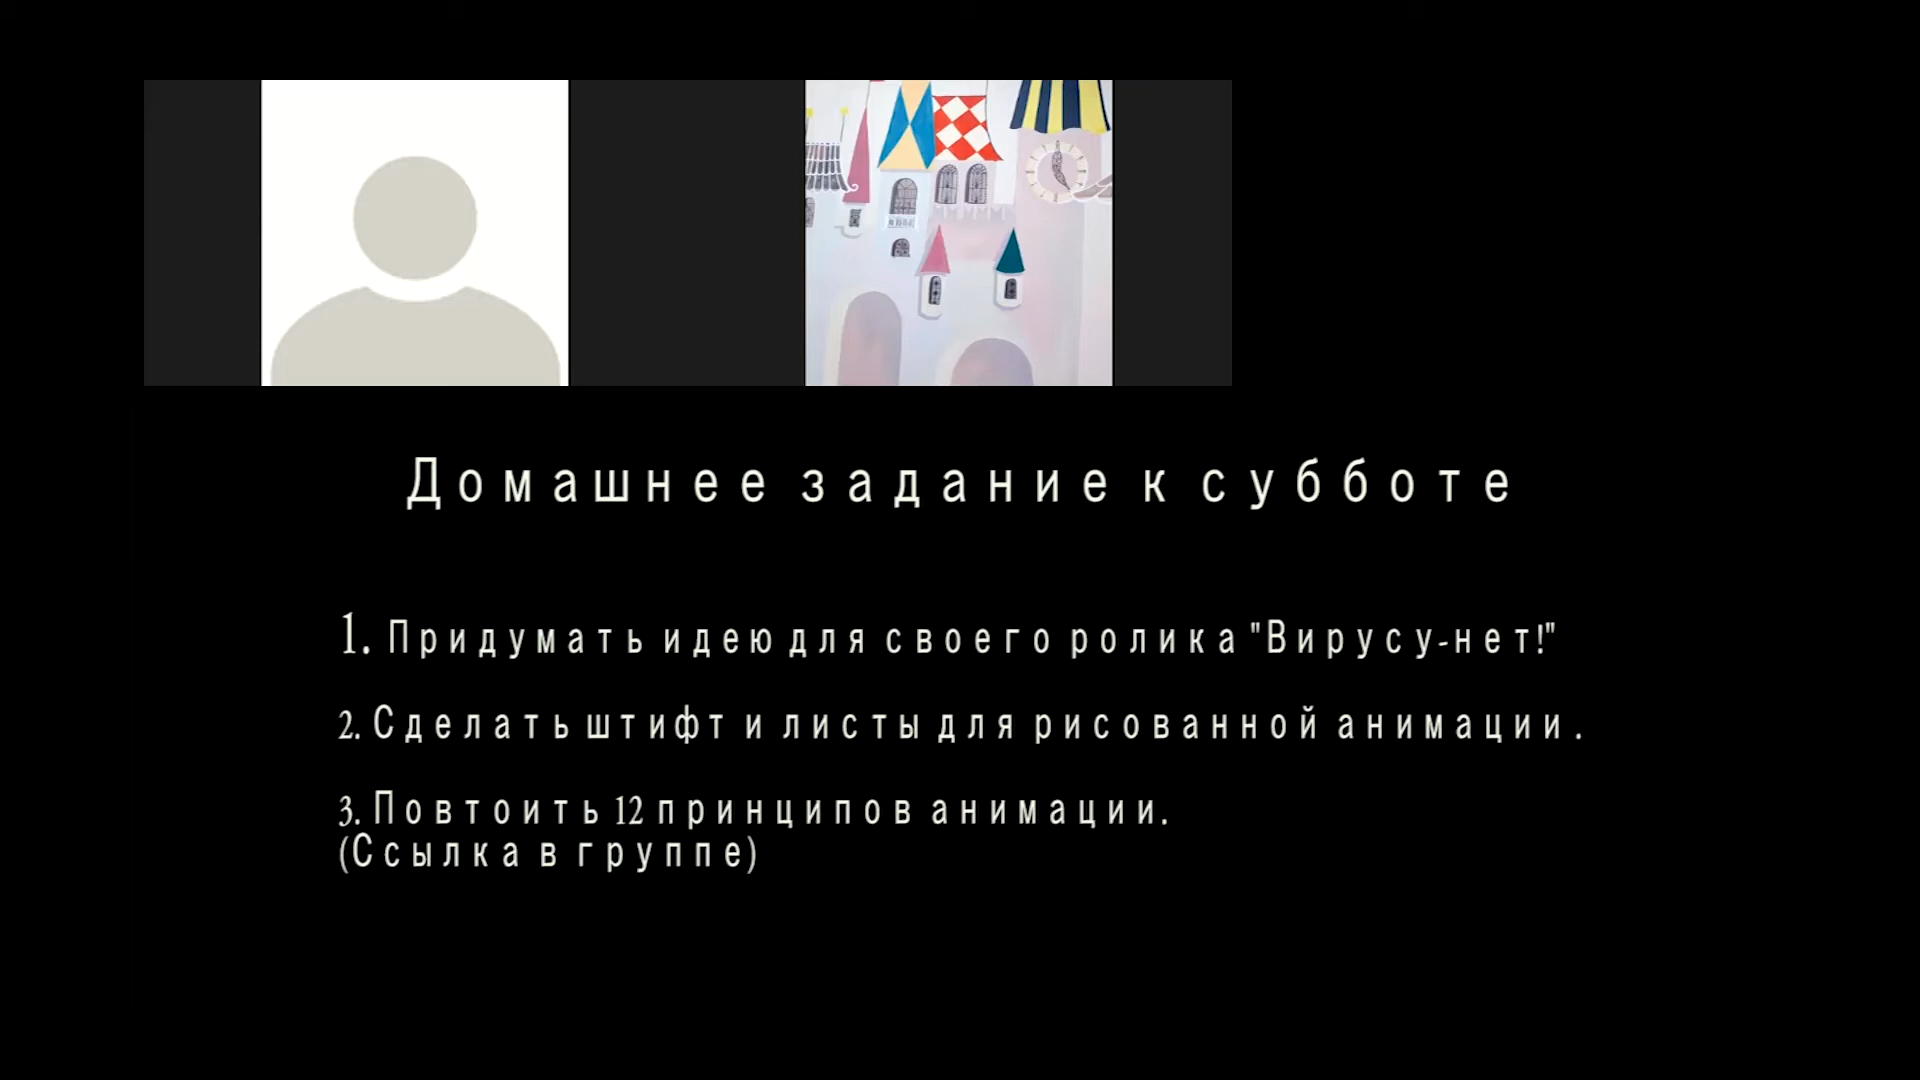 Домашнее задание к субботе
1. Придумать идею для своего ролика "Вирусу-нет!"
2. Сделать штифт и листы для рисованной анимации.
3. Повтоить 12 принципов анимации.
(Ссылка в группе)